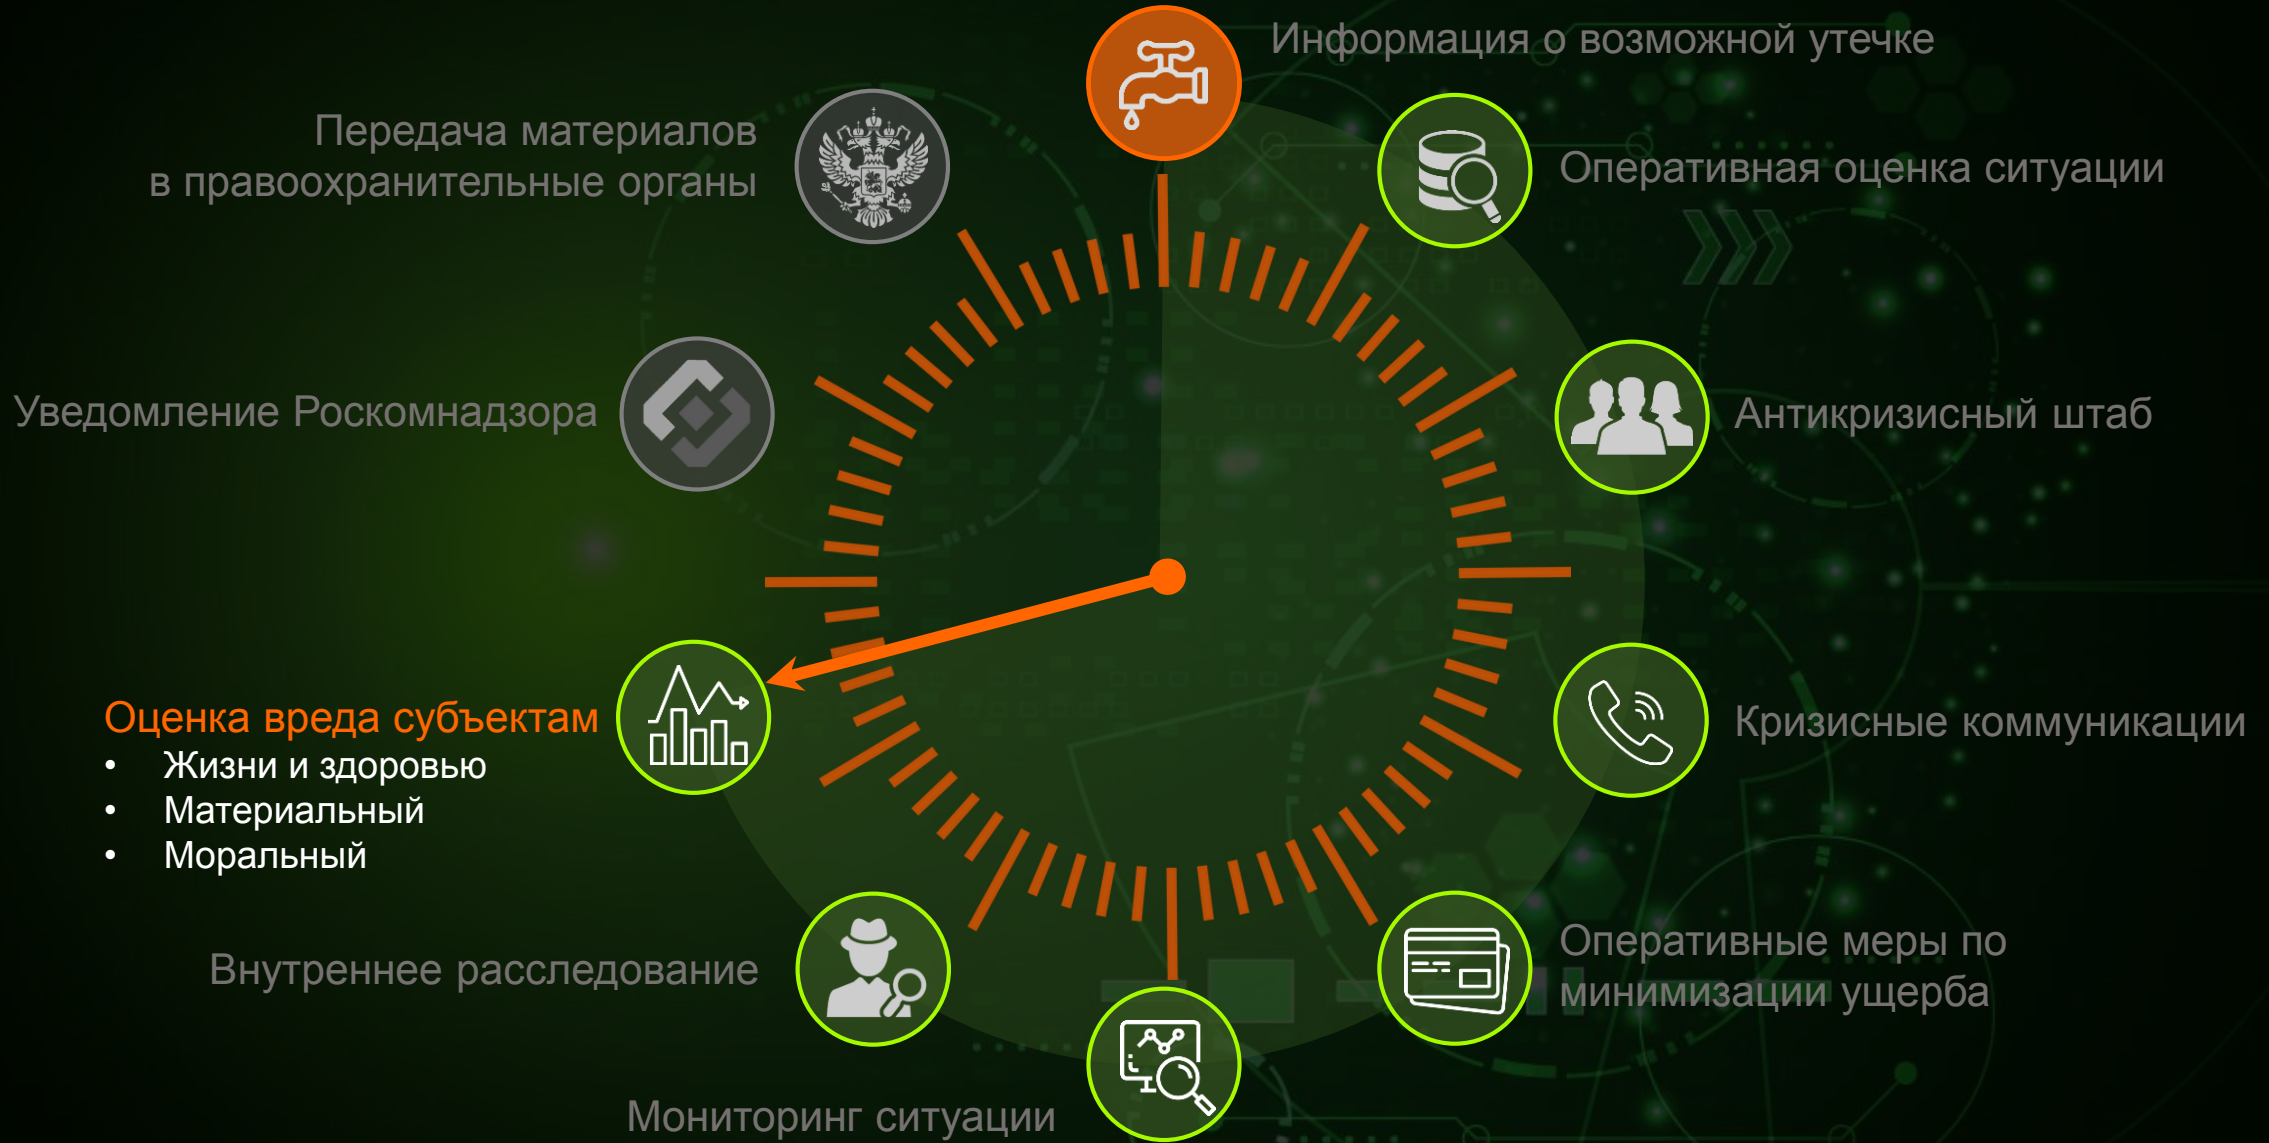 Информация о возможной утечке
Оперативная оценка ситуации
Антикризисный штаб
Кризисные коммуникации
Оперативные меры по
минимизации ущерба
Мониторинг ситуации
Внутреннее расследование
Оценка вреда субъектам
• Жизни и здоровью
• Материальный
• Моральный
Уведомление Роскомнадзора
Передача материалов
в правоохранительные органы